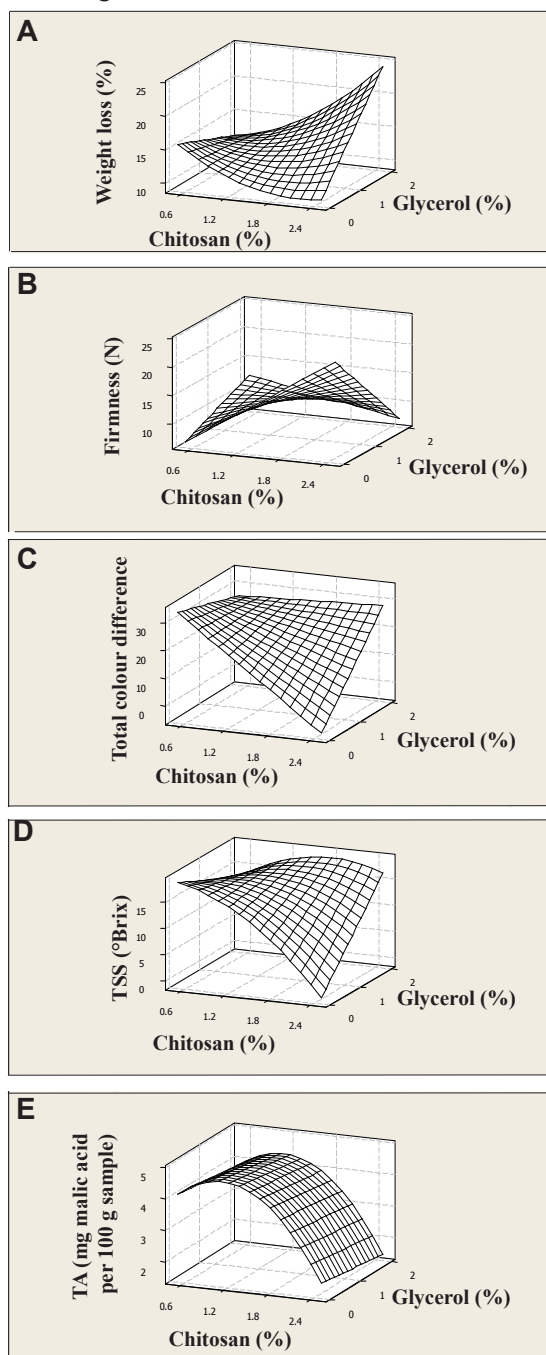 A
Weight loss (%)
25
20
15
10
0.6
1.2
1.8
2.4
Chitosan (%)
0
1
2
Glycerol (%)
B
Firmness (N)
25
20
15
10
0.6
1.2
1.8
2.4
Chitosan (%)
0
1
2
Glycerol (%)
C
Total colour difference
30
20
10
0
0.6
1.2
1.8
2.4
Chitosan (%)
0
1
2
Glycerol (%)
D
TSS (°Brix)
15
10
5
0
0.6
1.2
1.8
2.4
Chitosan (%)
0
1
2
Glycerol (%)
E
TA (mg malic acid
per 100 g sample)
5
4
3
2
0.6
1.2
1.8
2.4
Chitosan (%)
0
1
2
Glycerol (%)